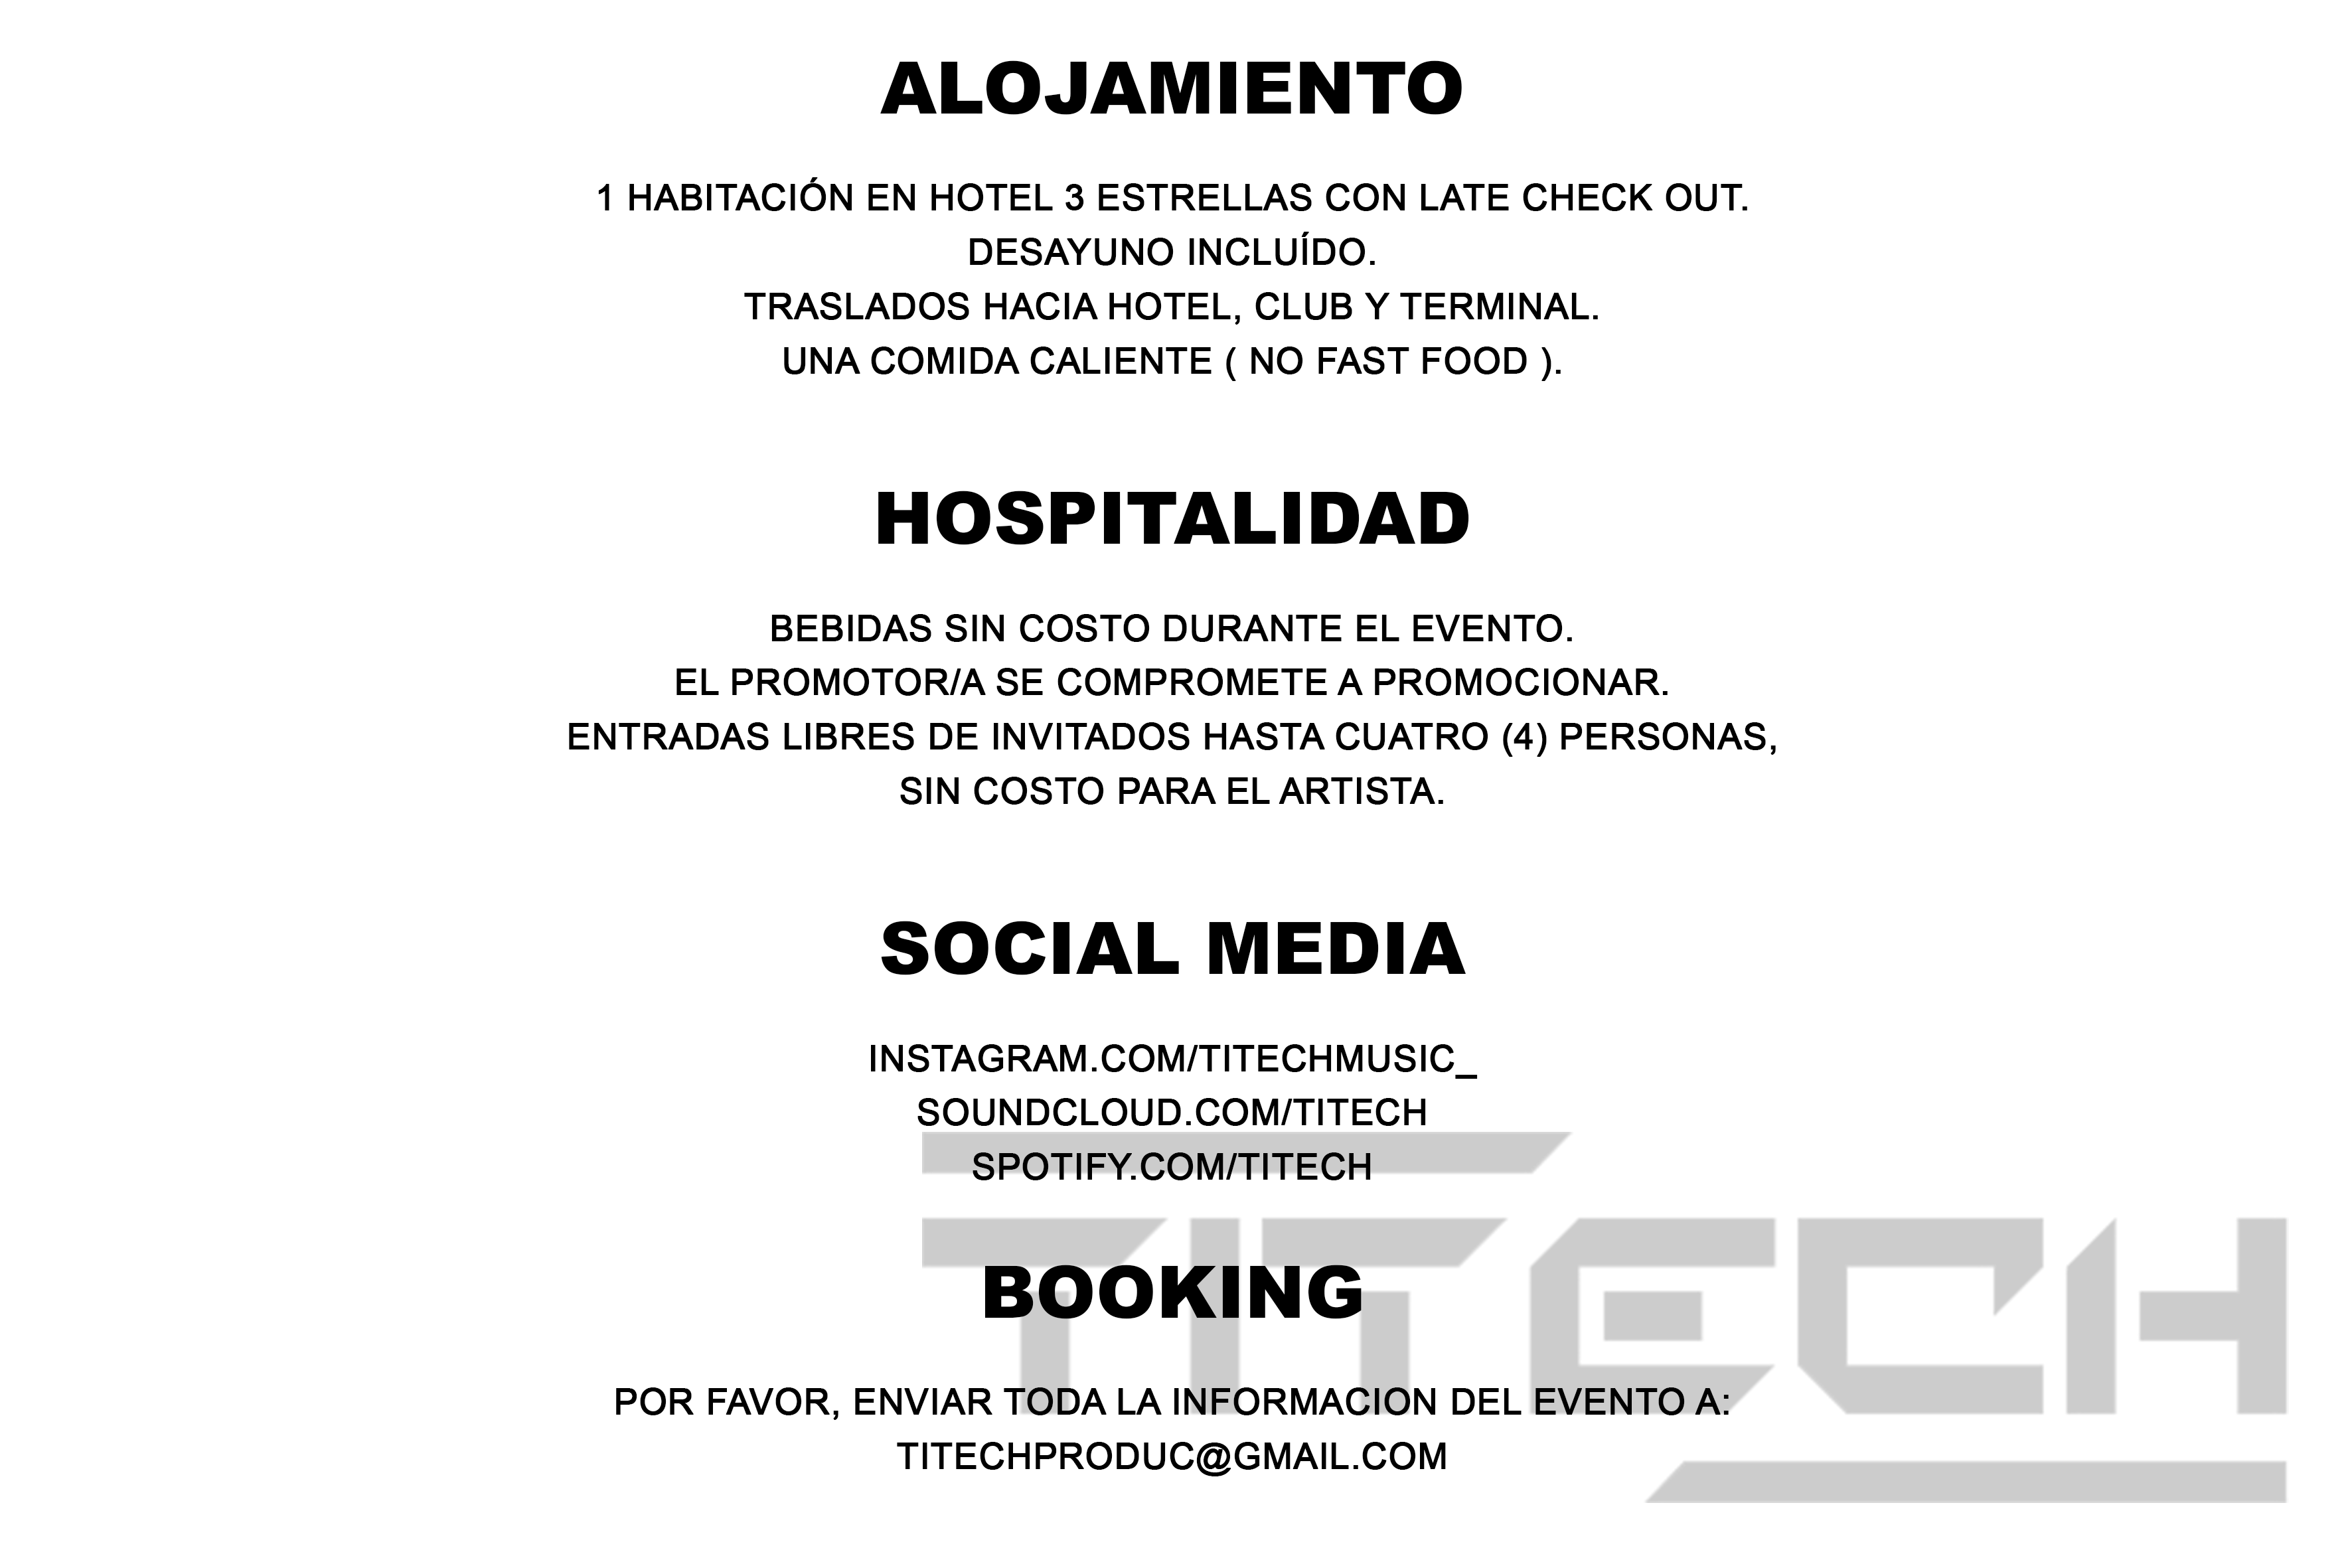 ALOJAMIENTO
1 HABITACIÓN EN HOTEL 3 ESTRELLAS CON LATE CHECK OUT.
DESAYUNO INCLUÍDO.
TRASLADOS HACIA HOTEL, CLUB Y TERMINAL.
UNA COMIDA CALIENTE ( NO FAST FOOD ).
HOSPITALIDAD
BEBIDAS SIN COSTO DURANTE EL EVENTO.
EL PROMOTOR/A SE COMPROMETE A PROMOCIONAR.
ENTRADAS LIBRES DE INVITADOS HASTA CUATRO (4) PERSONAS,
SIN COSTO PARA EL ARTISTA.
SOCIAL MEDIA
INSTAGRAM.COM/TITECHMUSIC_
SOUNDCLOUD.COM/TITECH
SPOTIFY.COM/TITECH
TITECH
BOOKING
POR FAVOR, ENVIAR TODA LA INFORMACION DEL EVENTO A:
TITECHPRODUC@GMAIL.COM